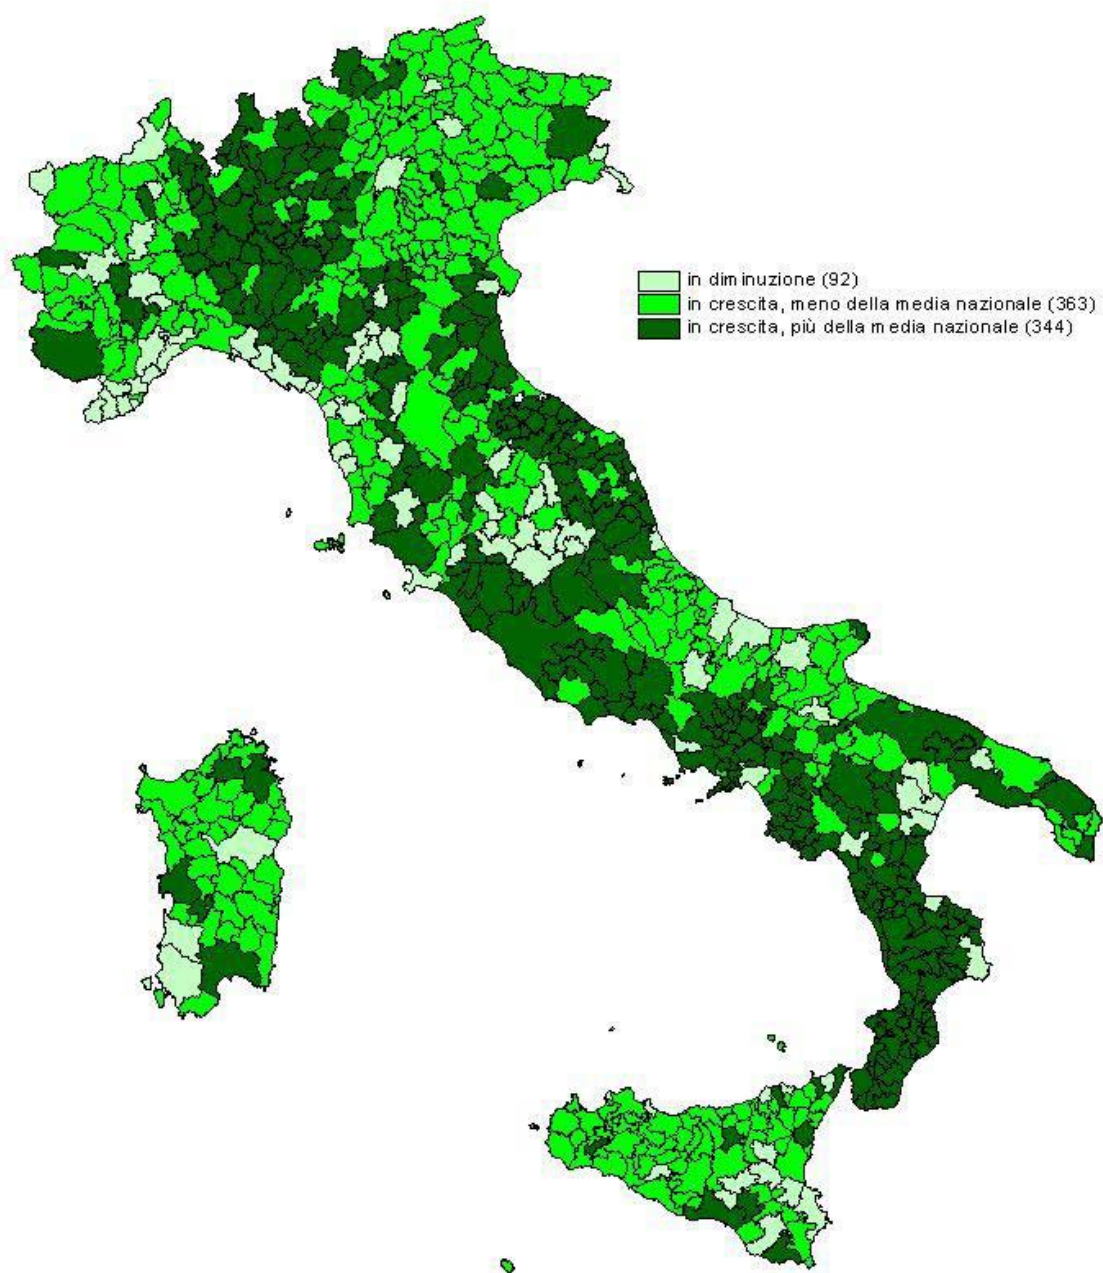 in diminuzione (92)
in crescita, meno della media nazionale (363)
in crescita, più della media nazionale (344)